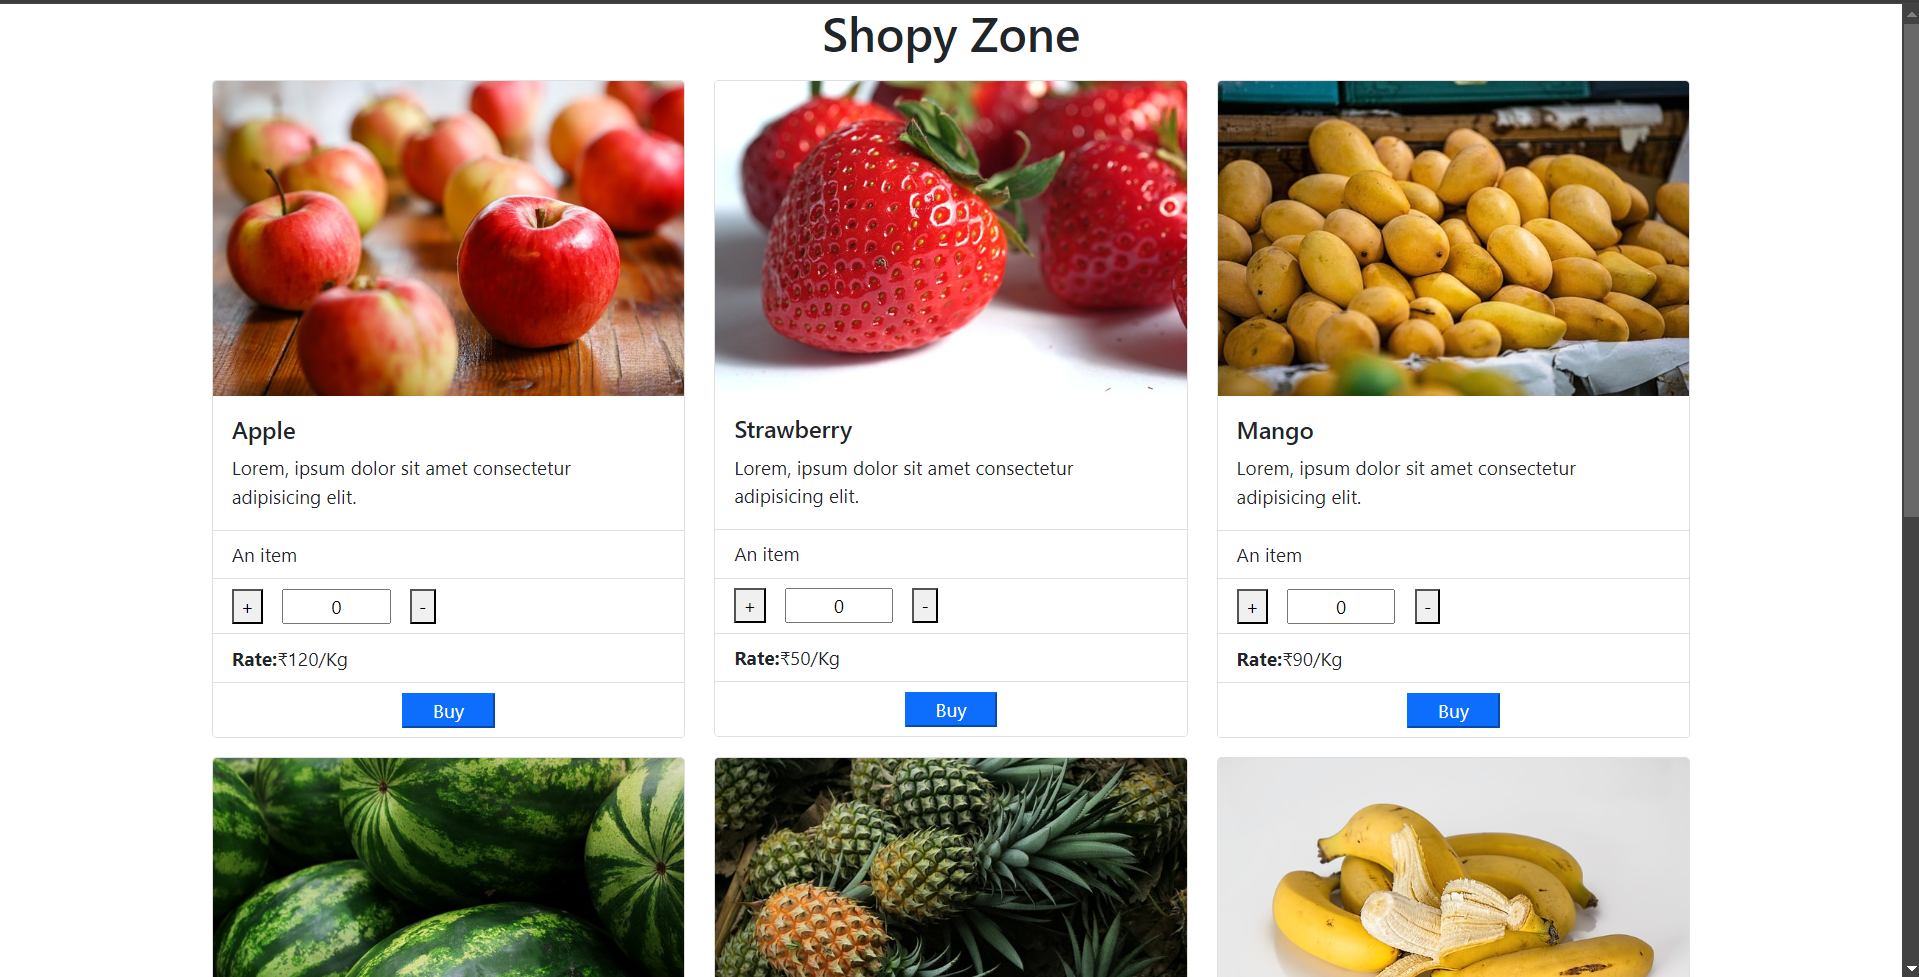 Shopy Zone
Apple
Lorem, ipsum dolor sit amet consectetur
adipisicing elit.
An item
+ 0 -
Rate:₹120/Kg
Buy
Strawberry
Lorem, ipsum dolor sit amet consectetur
adipisicing elit.
An item
+ 0 -
Rate:₹50/Kg
Buy
Mango
Lorem, ipsum dolor sit amet consectetur
adipisicing elit.
An item
+ 0 -
Rate:₹90/Kg
Buy